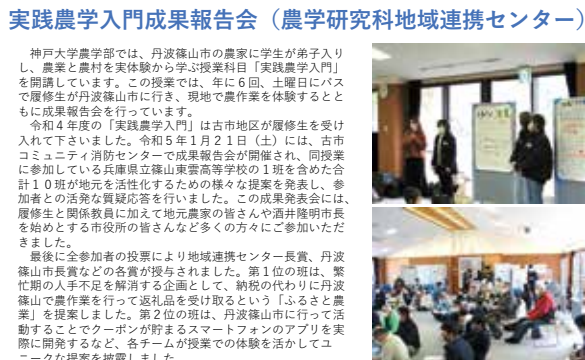 実践農学入門成果報告会（農学研究科地域連携センター）
神戸大学農学部では、丹波篠山市の農家に学生が弟子入り
し、農業と農村を実体験から学ぶ授業科目「実践農学入門」
を開講しています。この授業では、年に６回、土曜日にバス
で履修生が丹波篠山市に行き、現地で農作業を体験するとと
もに成果報告会を行っています。
令和４年度の「実践農学入門」は古市地区が履修生を受け
入れて下さいました。令和５年１月２１日（土）には、古市
コミュニティ消防センターで成果報告会が開催され、同授業
に参加している兵庫県立篠山東雲高等学校の１班を含めた合
計１０班が地元を活性化するための様々な提案を発表し、参
加者との活発な質疑応答を行いました。この成果発表会には、
履修生と関係教員に加えて地元農家の皆さんや酒井隆明市長
を始めとする市役所の皆さんなど多くの方々にご参加いただ
きました。
最後に全参加者の投票により地域連携センター長賞、丹波
篠山市長賞などの各賞が授与されました。第１位の班は、繁
忙期の人手不足を解消する企画として、納税の代わりに丹波
篠山で農作業を行って返礼品を受け取るという「ふるさと農
業」を提案しました。第２位の班は、丹波篠山市に行って活
動することでクーポンが貯まるスマートフォンのアプリを実
際に開発するなど、各チームが授業での体験を活かしてユ
ニークな提案を披露しました。